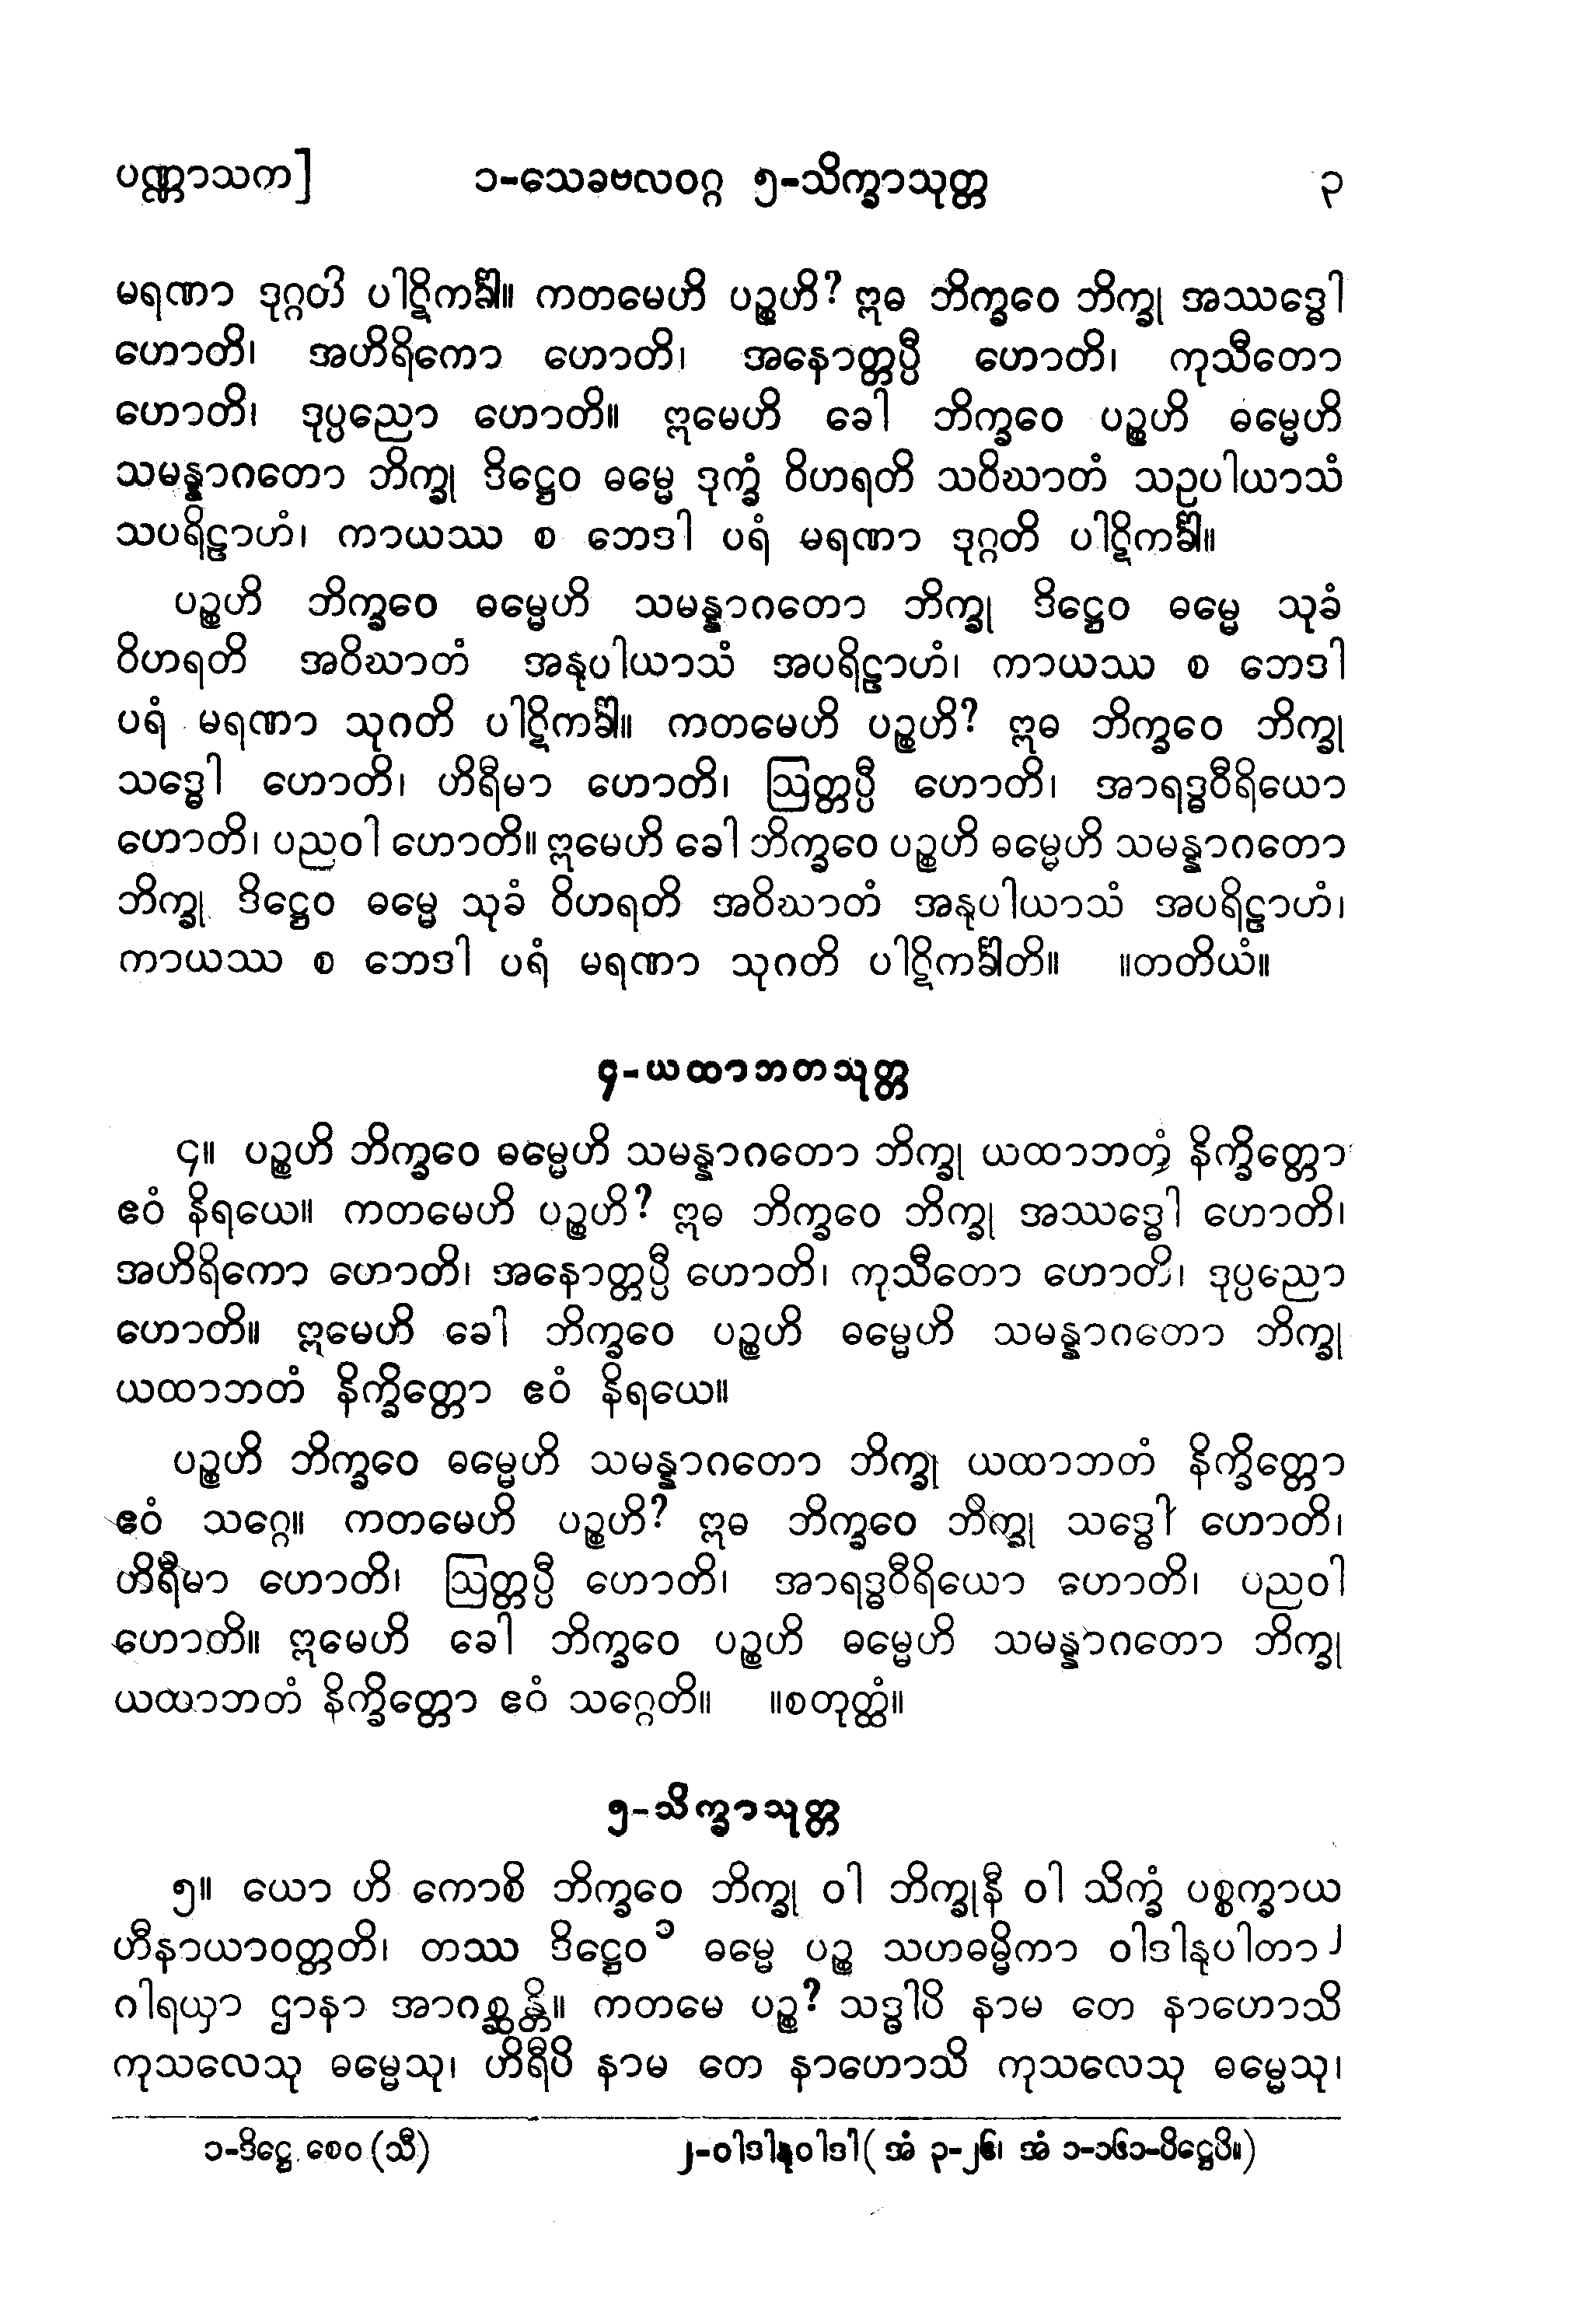 ပဏ္ဏာသက] ၁-သေခဗလဝဂ္ဂ ၅-သိက္ခာသုတ္တ ၃
မရဏာ ဒုဂ္ဂတိ ပါဋိကင်္ခါ။ ကတမေဟိ ပဉ္စဟိ? ဣဓ ဘိက္ခဝေ ဘိက္ခု အဿဒ္ဓေါ
ဟောတိ၊ အဟိရိကော ဟောတိ၊ အနောတ္တပ္ပီ ဟောတိ၊ ကုသီတော
ဟောတိ၊ ဒုပ္ပညော ဟောတိ။ ဣမေဟိ ခေါ ဘိက္ခဝေ ပဉ္စဟိ ဓမ္မေဟိ
သမန္နာဂတော ဘိက္ခု ဒိဋ္ဌေဝ ဓမ္မေ ဒုက္ခံ ဝိဟရတိ သဝိဃာတံ သဥပါယာသံ
သပရိဠာဟံ၊ ကာယဿ စ ဘေဒါ ပရံ မရဏာ ဒုဂ္ဂတိ ပါဋိကင်္ခါ။
ပဉ္စဟိ ဘိက္ခဝေ ဓမ္မေဟိ သမန္နာဂတော ဘိက္ခု ဒိဋ္ဌေဝ ဓမ္မေ သုခံ
ဝိဟရတိ အဝိဃာတံ အနုပါယာသံ အပရိဠာဟံ၊ ကာယဿ စ ဘေဒါ
ပရံ မရဏာ သုဂတိ ပါဋိကင်္ခါ။ ကတမေဟိ ပဉ္စဟိ? ဣဓ ဘိက္ခဝေ ဘိက္ခု
သဒ္ဓေါ ဟောတိ၊ ဟိရီမာ ဟောတိ၊ ဩတ္တပ္ပီ ဟောတိ၊ အာရဒ္ဓဝီရိယော
ဟောတိ၊ ပညဝါ ဟောတိ။ ဣမေဟိ ခေါ ဘိက္ခဝေ ပဉ္စဟိ ဓမ္မေဟိ သမန္နာဂတော
ဘိက္ခု ဒိဋ္ဌေဝ ဓမ္မေ သုခံ ဝိဟရတိ အဝိဃာတံ အနုပါယာသံ အပရိဠာဟံ၊
ကာယဿ စ ဘေဒါ ပရံ မရဏာ သုဂတိ ပါဋိကင်္ခါတိ။ ။တတိယံ။
၄-ယထာဘတသုတ္တ
၄။ ပဉ္စဟိ ဘိက္ခဝေ ဓမ္မေဟိ သမန္နာဂတော ဘိက္ခု ယထာဘတံ နိက္ခိတ္တော
ဧဝံ နိရယေ။ ကတမေဟိ ပဉ္စဟိ? ဣဓ ဘိက္ခဝေ ဘိက္ခု အဿဒ္ဓေါ ဟောတိ၊
အဟိရိကော ဟောတိ၊ အနောတ္တပ္ပီ ဟောတိ၊ ကုသီတော ဟောတိ၊ ဒုပ္ပညော
ဟောတိ။ ဣမေဟိ ခေါ ဘိက္ခဝေ ပဉ္စဟိ ဓမ္မေဟိ သမန္နာဂတော ဘိက္ခု
ယထာဘတံ နိက္ခိတ္တော ဧဝံ နိရယေ။
ပဉ္စဟိ ဘိက္ခဝေ ဓမ္မေဟိ သမန္နာဂတော ဘိက္ခု ယထာဘတံ နိက္ခိတ္တော
ဧဝံ သဂ္ဂေ။ ကတမေဟိ ပဉ္စဟိ? ဣဓ ဘိက္ခဝေ ဘိက္ခု သဒ္ဓေါ ဟောတိ၊
ဟိရီမာ ဟောတိ၊ ဩတ္တပ္ပီ ဟောတိ၊ အာရဒ္ဓဝီရိယော ဟောတိ၊ ပညဝါ
ဟောတိ။ ဣမေဟိ ခေါ ဘိက္ခဝေ ပဉ္စဟိ ဓမ္မေဟိ သမန္နာဂတော ဘိက္ခု
ယထာဘတံ နိက္ခိတ္တော ဧဝံ သဂ္ဂေတိ။ ။စတုတ္ထံ။
၅-သိက္ခာသုတ္တ
၅။ ယော ဟိ ကောစိ ဘိက္ခဝေ ဘိက္ခု ဝါ ဘိက္ခုနီ ဝါ သိက္ခံ ပစ္စက္ခာယ
ဟီနာယာဝတ္တတိ၊ တဿ ဒိဋ္ဌေဝ၁ ဓမ္မေ ပဉ္စ သဟဓမ္မိကာ ဝါဒါနုပါတာ၂
ဂါရယှာ ဌာနာ အာဂစ္ဆန္တိ။ ကတမေ ပဉ္စ? သဒ္ဓါပိ နာမ တေ နာဟောသိ
ကုသလေသု ဓမ္မေသု၊ ဟိရီပိ နာမ တေ နာဟောသိ ကုသလေသု ဓမ္မေသု၊
၁-ဒိဋ္ဌေ စေဝ (သီ) ၂-ဝါဒါနုဝါဒါ (အံ ၃-၂၆၊ အံ ၁-၁၆၁-ပိဋ္ဌေပိ။)